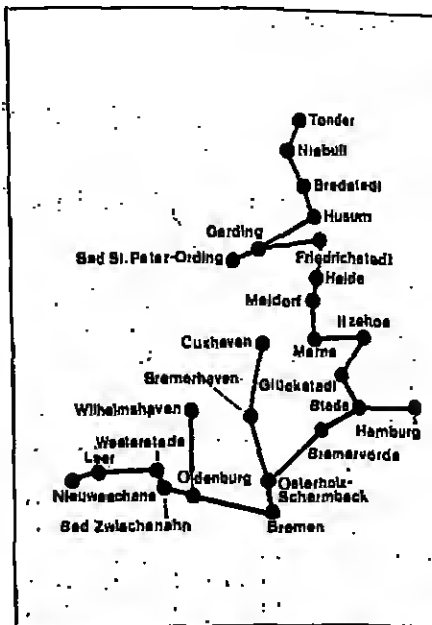 Tonder
Niebüll
Bredstedt
Husum
Garding
Friedrichstadt
Bad St.Peter-Ording
Heide
Meldorf
Itzehoe
Cuxhaven
Marne
Bremerhaven
Glückstadt
Wilhelmshaven
Stade
Hamburg
Westerstede
Bremervörde
Leer
Oldenburg
Osterholz-
Scharmbeck
Nieuweschans
Bad Zwischenahn
Bremen